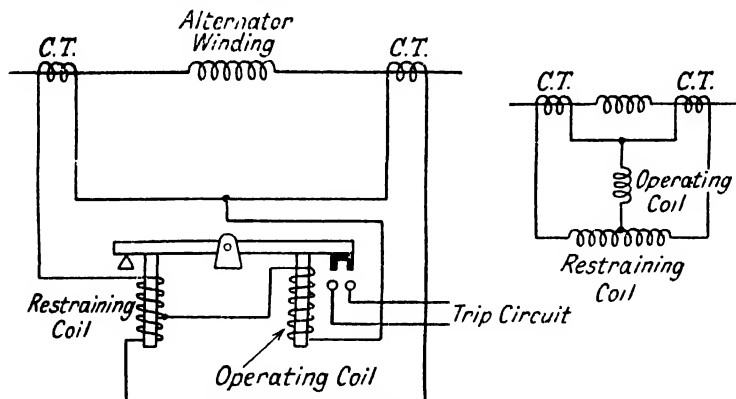 Alternator
Winding
C.T.
C.T.
Restraining
Coil
Operating Coil
Trip Circuit
C.T.
C.T.
Operating
Coil
Restraining
Coil